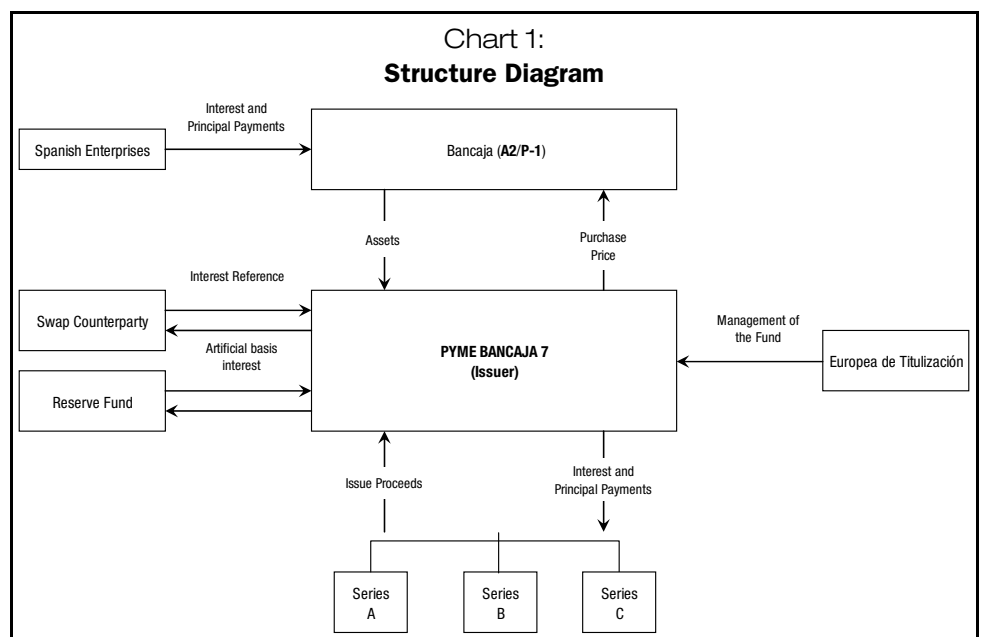 Chart 1:
Structure Diagram
Interest and
Principal Payments
Spanish Enterprises
Bancaja (A2/P-1)
Assets
Purchase
Price
Interest Reference
Swap Counterparty
Artificial basis
interest
Reserve Fund
PYME BANCAJA 7
(Issuer)
Management of
the Fund
Europea de Titulización
Issue Proceeds
Interest and
Principal Payments
Series
A
Series
B
Series
C